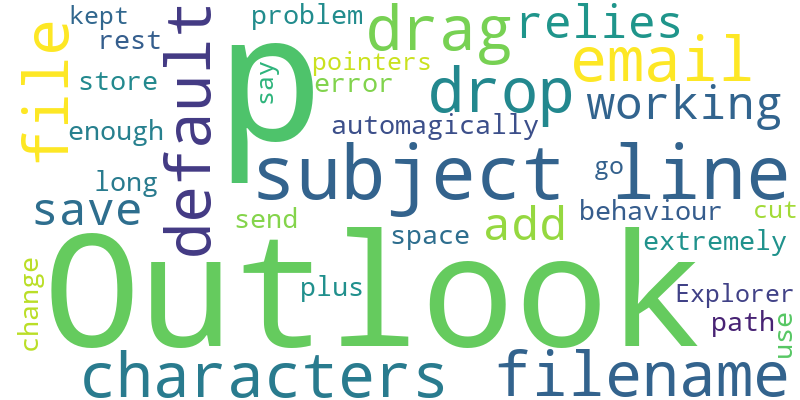 kept
problem
drag
relies
rest
file
default
p
say
pointers
email
store
error
drop
working
enough
automagically
subject
line
go
long
save
send
space
add
behaviour
cut
Outlook
extremely
change
plus
Explorer
path
use
characters
filename